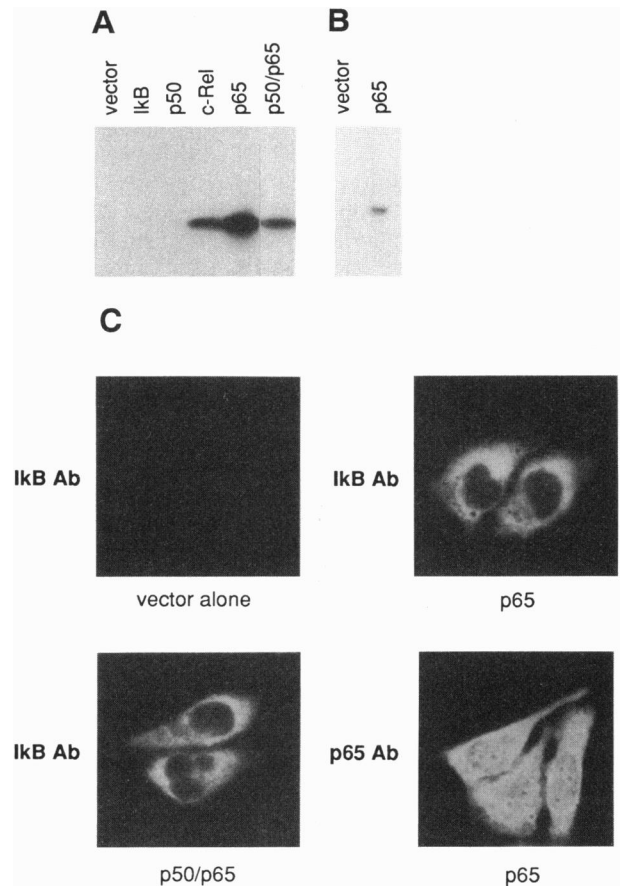 A
B
vector
IkB
p50
c-Rel
p65
p50/p65
vector
p65
C
IkB Ab
vector alone
IkB Ab
p65
IkB Ab
p50/p65
p65 Ab
p65